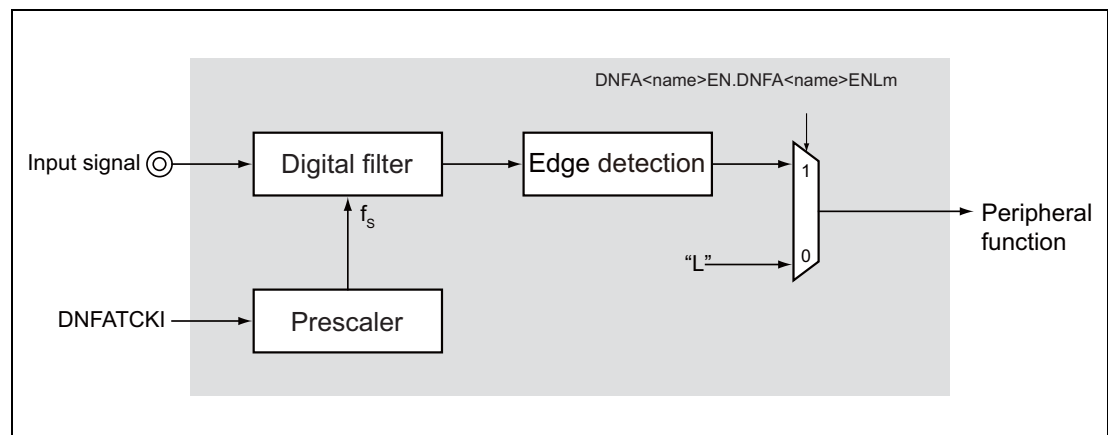 DNFA<name>EN.DNFA<name>ENLm
Input signal
Digital filter
Edge detection
1
fs
Peripheral
function
“L”
0
DNFATCKI
Prescaler